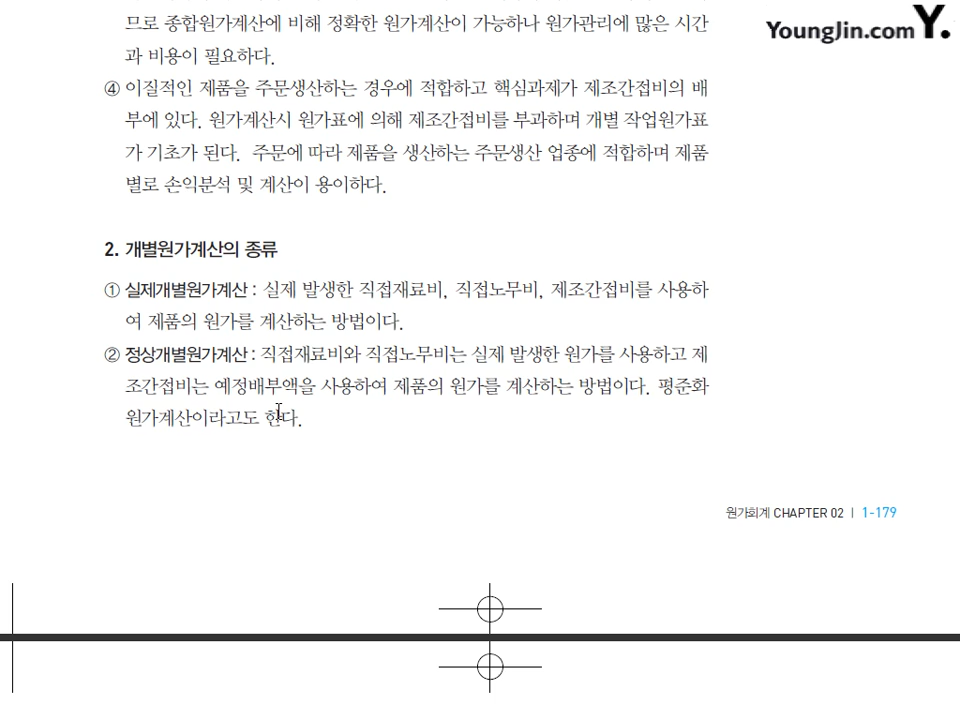 YoungJin.com Y.
므로 종합원가계산에 비해 정확한 원가계산이 가능하나 원가관리에 많은 시간
과 비용이 필요하다.
④ 이질적인 제품을 주문생산하는 경우에 적합하고 핵심과제가 제조간접비의 배
부에 있다. 원가계산시 원가표에 의해 제조간접비를 부과하며 개별 작업원가표
가 기초가 된다. 주문에 따라 제품을 생산하는 주문생산 업종에 적합하며 제품
별로 손익분석 및 계산이 용이하다.
2. 개별원가계산의 종류
① 실제개별원가계산 : 실제 발생한 직접재료비, 직접노무비, 제조간접비를 사용하
여 제품의 원가를 계산하는 방법이다.
② 정상개별원가계산 : 직접재료비와 직접노무비는 실제 발생한 원가를 사용하고 제
조간접비는 예정배부액을 사용하여 제품의 원가를 계산하는 방법이다. 평준화
원가계산이라고도 한다.
원가회계 CHAPTER 02 | 1-179